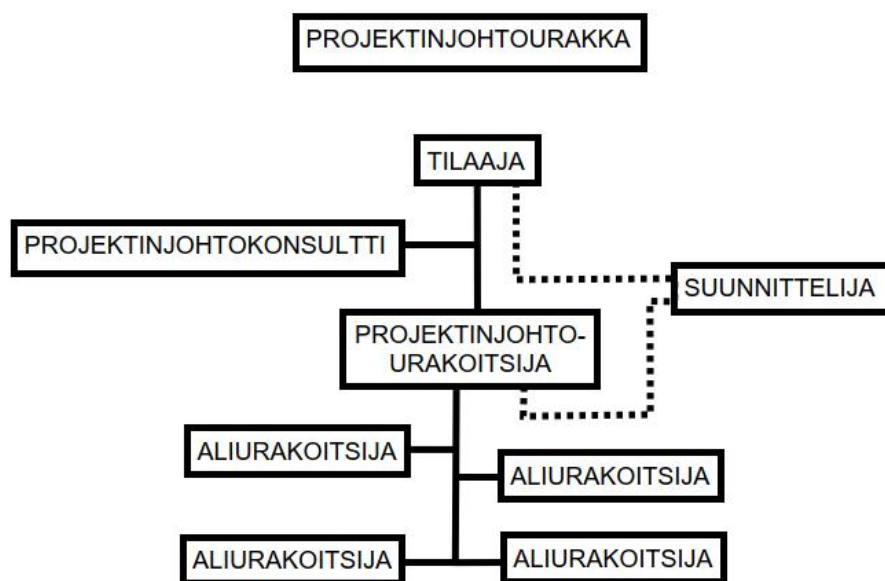 PROJEKTINJOHTOURAKKA
TILAAJA
PROJEKTINJOHTOKONSULTTI
SUUNNITTELIJA
PROJEKTINJOHTO-
URAKOITSIJA
ALIURAKOITSIJA
ALIURAKOITSIJA
ALIURAKOITSIJA
ALIURAKOITSIJA